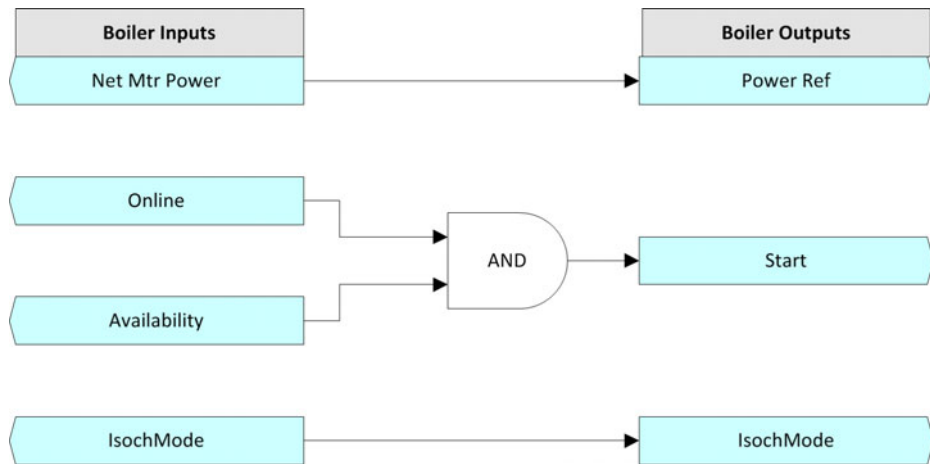 Boiler Inputs
Boiler Outputs
Net Mtr Power
Power Ref
Online
AND
Start
Availability
IsochMode
IsochMode